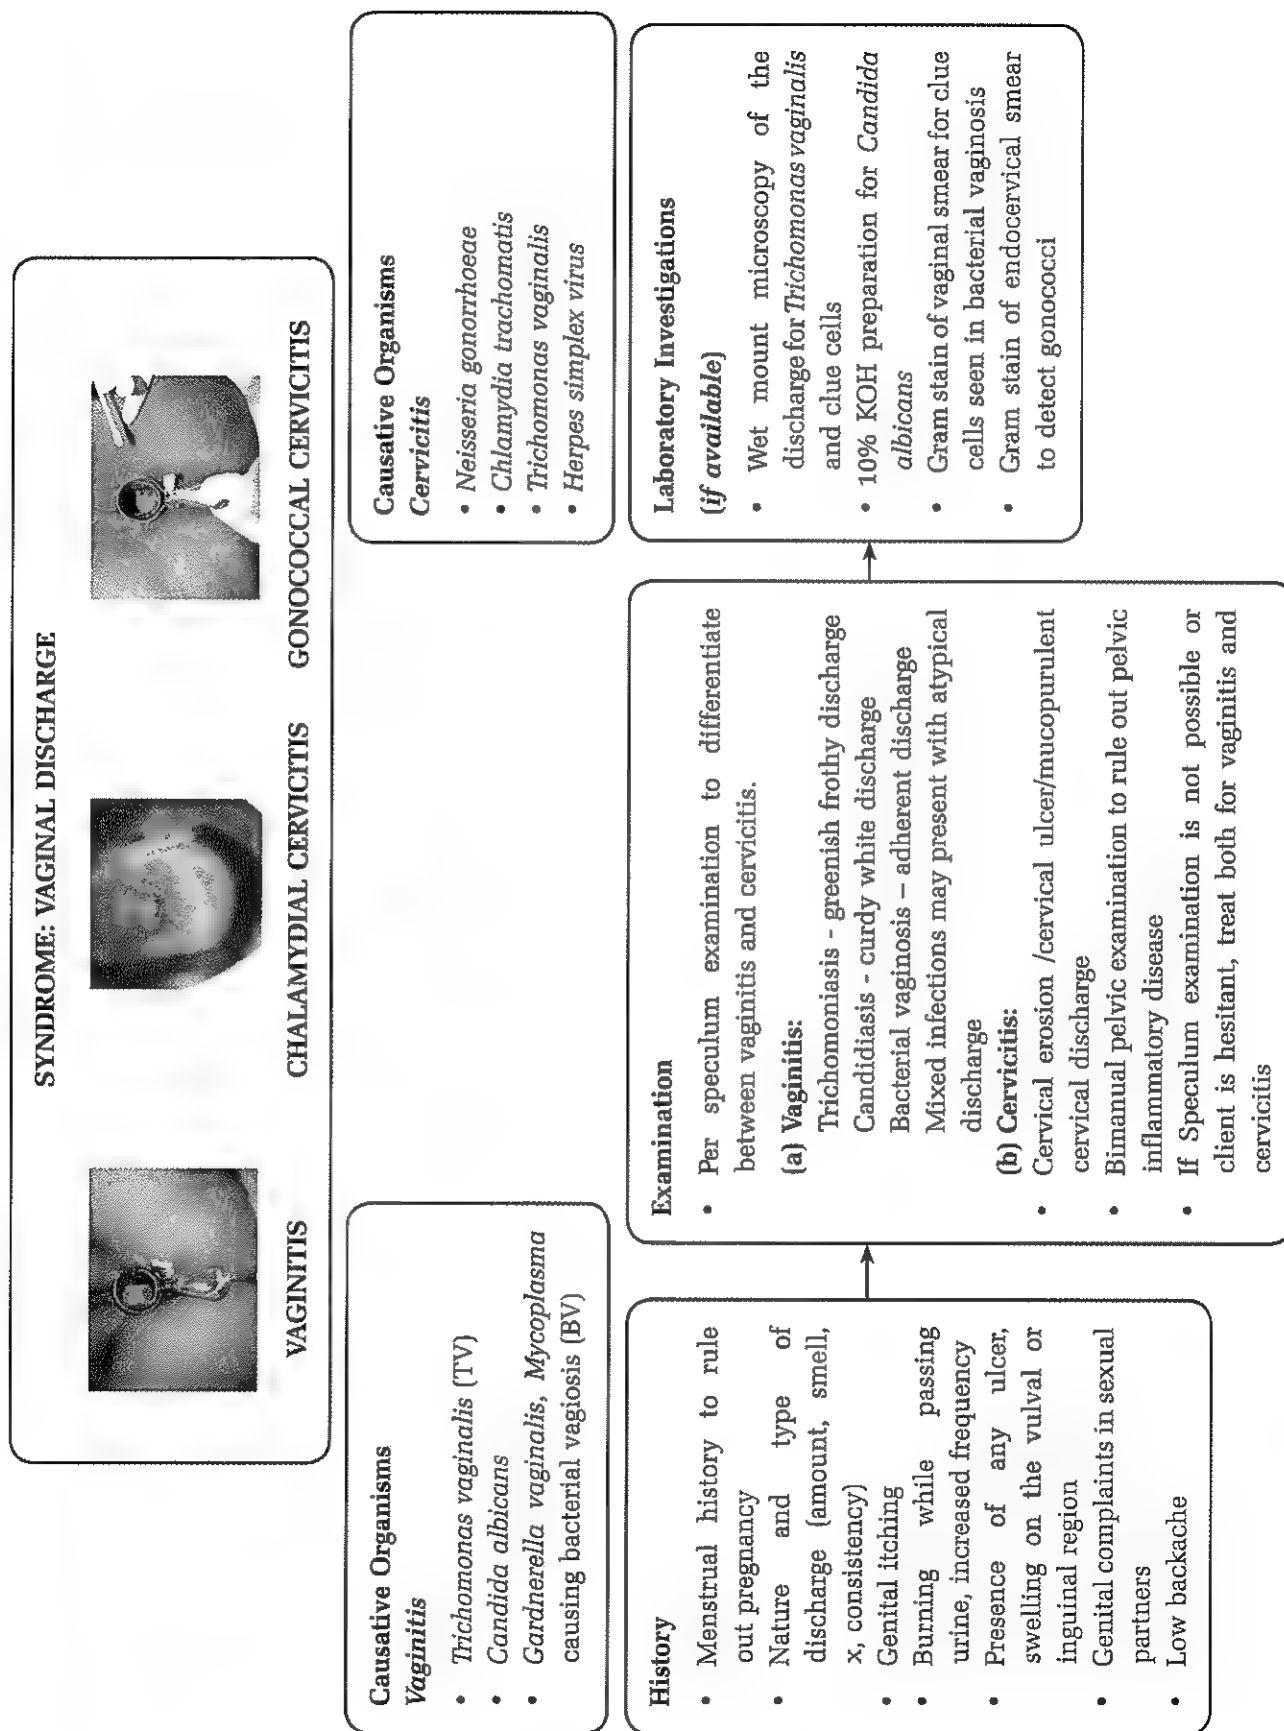 SYNDROME: VAGINAL DISCHARGE
VAGINITIS
CHALAMYDIAL CERVICITIS
GONOCOCCAL CERVICITIS
Causative Organisms
Vaginitis
• Trichomonas vaginalis (TV)
• Candida albicans
• Gardnerella vaginalis, Mycoplasma
causing bacterial vagiosis (BV)
Causative Organisms
Cervicitis
• Neisseria gonorrhoeae
• Chlamydia trachomatis
• Trichomonas vaginalis
• Herpes simplex virus
History
• Menstrual history to rule
out pregnancy
• Nature and type of
discharge (amount, smell,
x, consistency)
• Genital itching
• Burning while passing
urine, increased frequency
• Presence of any ulcer,
swelling on the vulval or
inguinal region
• Genital complaints in sexual
partners
• Low backache
Examination
• Per speculum examination to differentiate
between vaginitis and cervicitis.
(a) Vaginitis:
Trichomoniasis - greenish frothy discharge
Candidiasis - curdy white discharge
Bacterial vaginosis – adherent discharge
Mixed infections may present with atypical
discharge
(b) Cervicitis:
• Cervical erosion /cervical ulcer/mucopurulent
cervical discharge
• Bimanual pelvic examination to rule out pelvic
inflammatory disease
• If Speculum examination is not possible or
client is hesitant, treat both for vaginitis and
cervicitis
Laboratory Investigations
(if available)
• Wet mount microscopy of the
discharge for Trichomonas vaginalis
and clue cells
• 10% KOH preparation for Candida
albicans
• Gram stain of vaginal smear for clue
cells seen in bacterial vaginosis
• Gram stain of endocervical smear
to detect gonococci